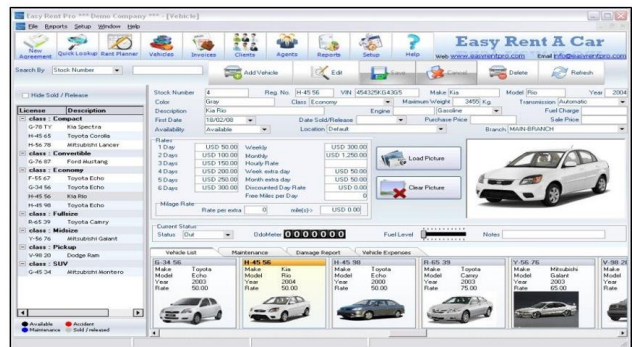 Easy Rent Pro *** Demo Company *** - [Vehicle]
File Reports Setup Window Help
New Agreement Quick Lookup Rent Planner Vehicles Invoices Clients Agents Reports Setup Help
Easy Rent A Car
Web www.easyrentpro.com Email info@easyrentpro.com
Search By Stock Number Add Vehicle Edit Save Cancel Delete Refresh
Hide Sold / Release
License Description
class : Compact
G-78 TY Kia Spectra
H-45 65 Toyota Corolla
H-56 78 Mitsubishi Lancer
class : Convertible
G-76 87 Ford Mustang
class : Economy
F-55 67 Toyota Echo
G-34 56 Toyota Echo
H-45 56 Kia Rio
H-45 98 Toyota Echo
class : Fullsize
R-65 39 Toyota Camry
class : Midsize
Y-56 76 Mitsubishi Galant
class : Pickup
V-98 20 Dodge Ram
class : SUV
G-45 34 Mitsubishi Montero
Available Accident
Maintenance Sold / released
Stock Number 4 Reg. No. H-45 56 VIN 454325KG43G5 Make Kia Model Rio Year 2004
Color Gray Class Economy Maximum Weight 3455 Kg. Transmission Automatic
Description Kia Rio Engine Gasoline Fuel Charge
First Date 18/02/08 Date Sold/Release Purchase Price Sale Price
Availability Available Location Default Branch MAIN-BRANCH
Rates
1 Day USD 50.00 Weekly USD 300.00
2 Days USD 100.00 Monthly USD 1,250.00
3 Days USD 150.00 Hourly Rate
4 Days USD 200.00 Week extra day USD 50.00
5 Days USD 250.00 Month extra day USD 50.00
6 Days USD 300.00 Discounted Day Rate USD 0.00
Free Miles per Day 0
Milage Rate
Rate per extra 0 mile(s)> USD 0.00
Load Picture
Clear Picture
Current Status
Status Out OdoMeter 0000000 Fuel Level Notes
Vehicle List Maintenance Damage Report Vehicle Expenses
G-34 56 H-45 56 H-45 98 R-65 39 Y-56 76 V-98 2
Make Toyota Make Kia Make Toyota Make Toyota Make Mitsubishi Make
Model Echo Model Rio Model Echo Model Camry Model Galant Model
Year 2003 Year 2004 Year 2000 Year 2003 Year 2003 Year
Rate 50.00 Rate 50.00 Rate 50.00 Rate 75.00 Rate 65.00 Rate